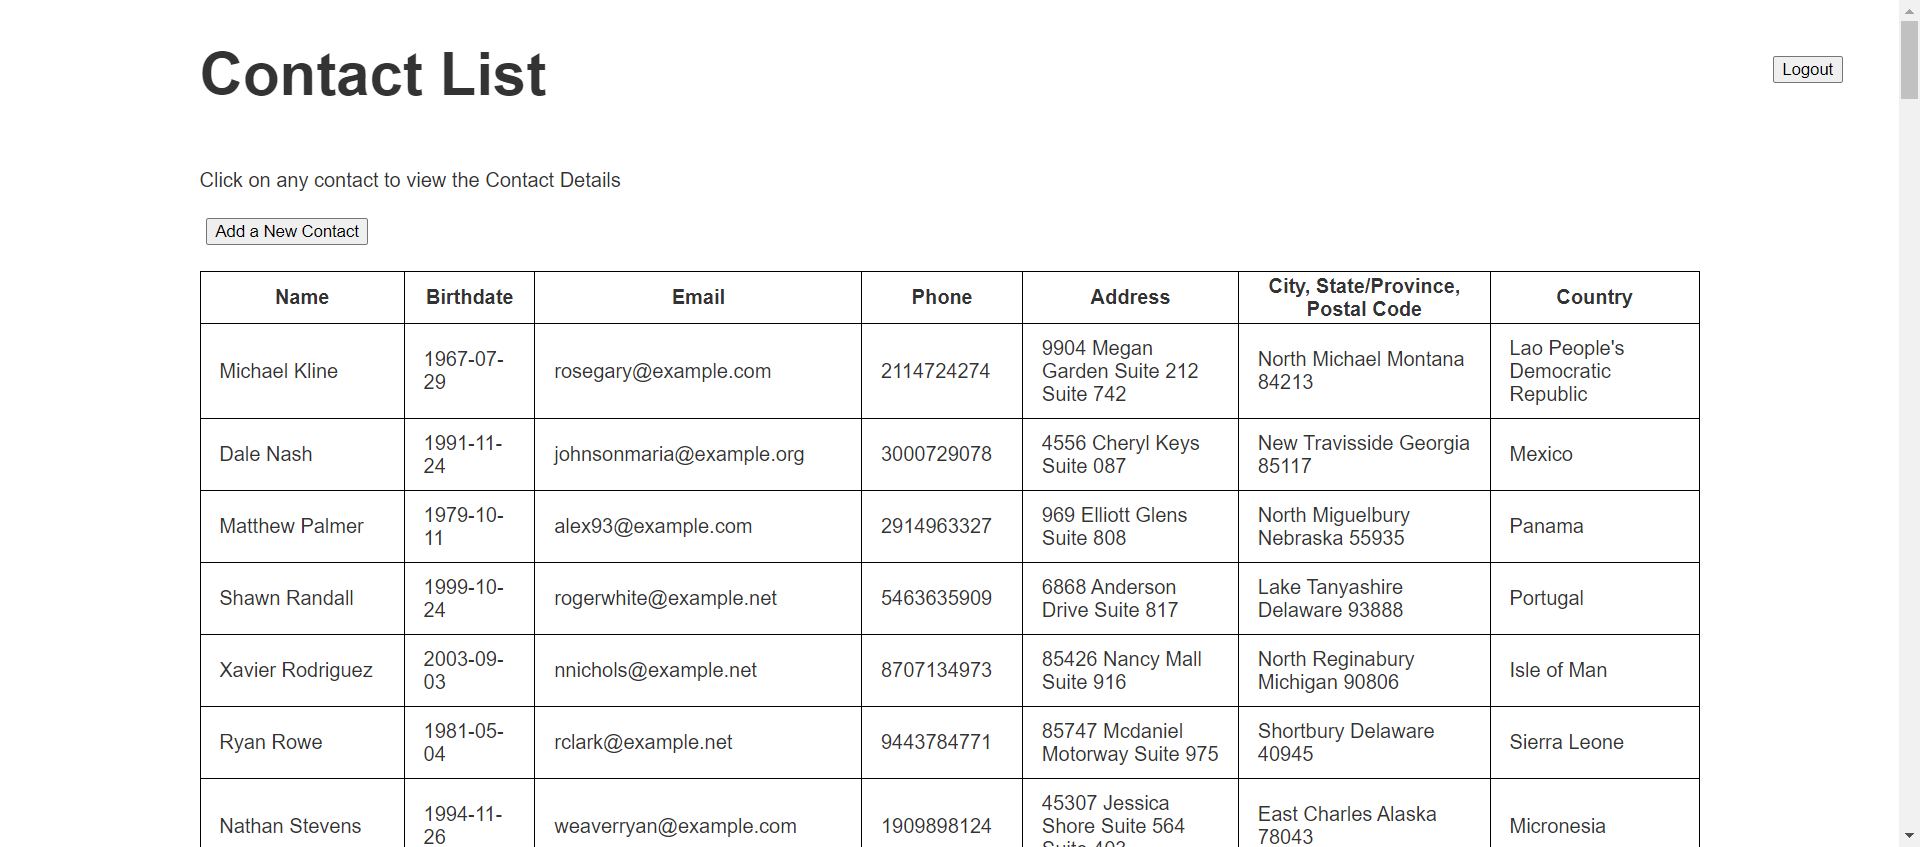 Contact List
Logout
Click on any contact to view the Contact Details
Add a New Contact
Name Birthdate Email Phone Address City, State/Province, Postal Code Country
Michael Kline 1967-07-29 rosegary@example.com 2114724274 9904 Megan Garden Suite 212 Suite 742 North Michael Montana 84213 Lao People's Democratic Republic
Dale Nash 1991-11-24 johnsonmaria@example.org 3000729078 4556 Cheryl Keys Suite 087 New Travisside Georgia 85117 Mexico
Matthew Palmer 1979-10-11 alex93@example.com 2914963327 969 Elliott Glens Suite 808 North Miguelbury Nebraska 55935 Panama
Shawn Randall 1999-10-24 rogerwhite@example.net 5463635909 6868 Anderson Drive Suite 817 Lake Tanyashire Delaware 93888 Portugal
Xavier Rodriguez 2003-09-03 nnichols@example.net 8707134973 85426 Nancy Mall Suite 916 North Reginabury Michigan 90806 Isle of Man
Ryan Rowe 1981-05-04 rclark@example.net 9443784771 85747 Mcdaniel Motorway Suite 975 Shortbury Delaware 40945 Sierra Leone
Nathan Stevens 1994-11-26 weaverryan@example.com 1909898124 45307 Jessica Shore Suite 564 East Charles Alaska 78043 Micronesia